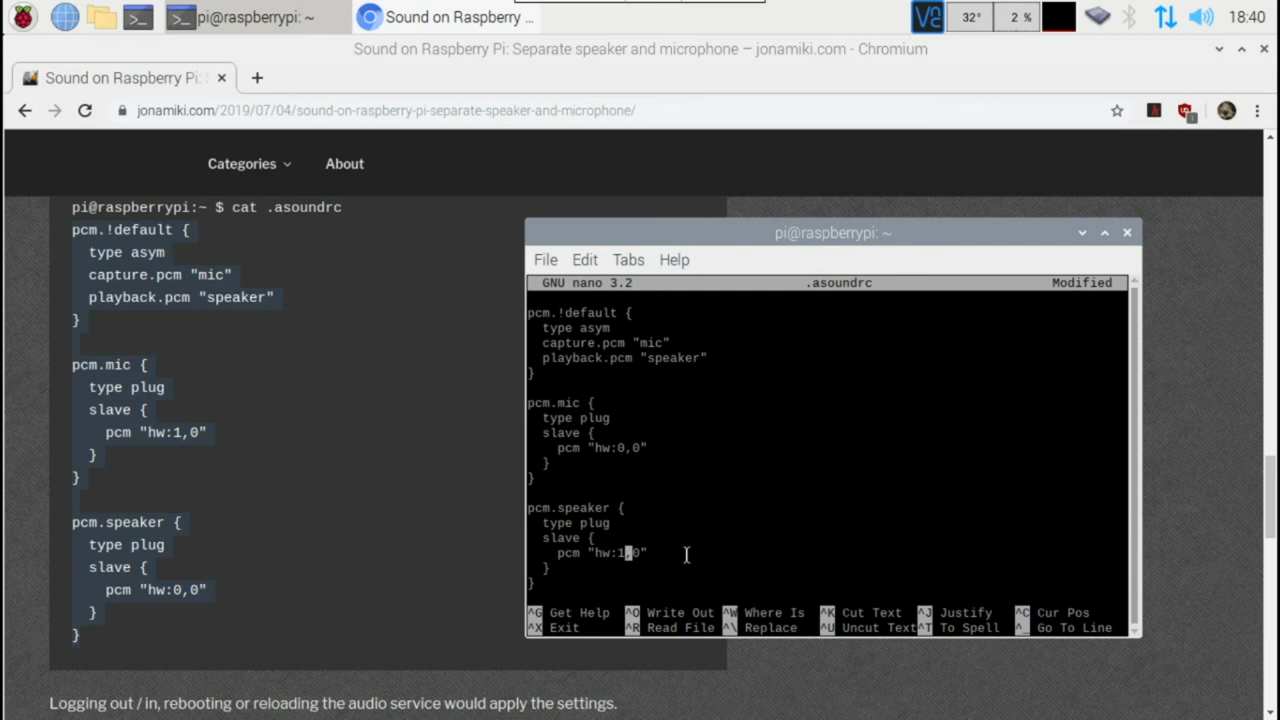 pi@raspberrypi: ~
Sound on Raspberry ...
32°
2 %
18:40
Sound on Raspberry Pi: Separate speaker and microphone – jonamiki.com - Chromium
Sound on Raspberry Pi:
jonamiki.com/2019/07/04/sound-on-raspberry-pi-separate-speaker-and-microphone/
1
Categories
About
pi@raspberrypi:~ $ cat .asoundrc
pcm.!default {
type asym
capture.pcm "mic"
playback.pcm "speaker"
}
pcm.mic {
type plug
slave {
pcm "hw:1,0"
}
}
pcm.speaker {
type plug
slave {
pcm "hw:0,0"
}
}
Logging out / in, rebooting or reloading the audio service would apply the settings.
pi@raspberrypi: ~
File Edit Tabs Help
GNU nano 3.2 .asoundrc Modified
pcm.!default {
type asym
capture.pcm "mic"
playback.pcm "speaker"
}
pcm.mic {
type plug
slave {
pcm "hw:0,0"
}
}
pcm.speaker {
type plug
slave {
pcm "hw:1,0"
}
}
^G Get Help ^O Write Out ^W Where Is ^K Cut Text ^J Justify ^C Cur Pos
^X Exit ^R Read File ^\ Replace ^U Uncut Text ^T To Spell ^_ Go To Line